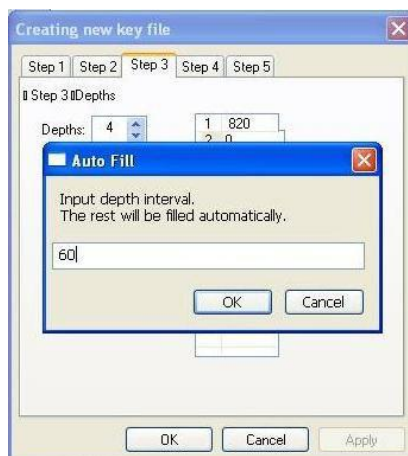 Creating new key file
Step 1 Step 2 Step 3 Step 4 Step 5
Step 3 Depths
Depths: 4
1 820
2 0
Auto Fill
Input depth interval.
The rest will be filled automatically.
60
OK Cancel
OK Cancel Apply